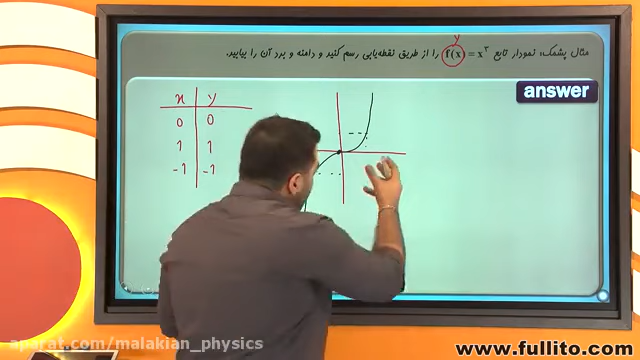 y
مثال پشمک: نمودار تابع f(x) = x³ را از طریق نقطه‌یابی رسم کنید و دامنه و برد آن را بیابید.
answer
x y
0 0
1 1
-1 -1
aparat.com/malakian_physics
www.fullito.com